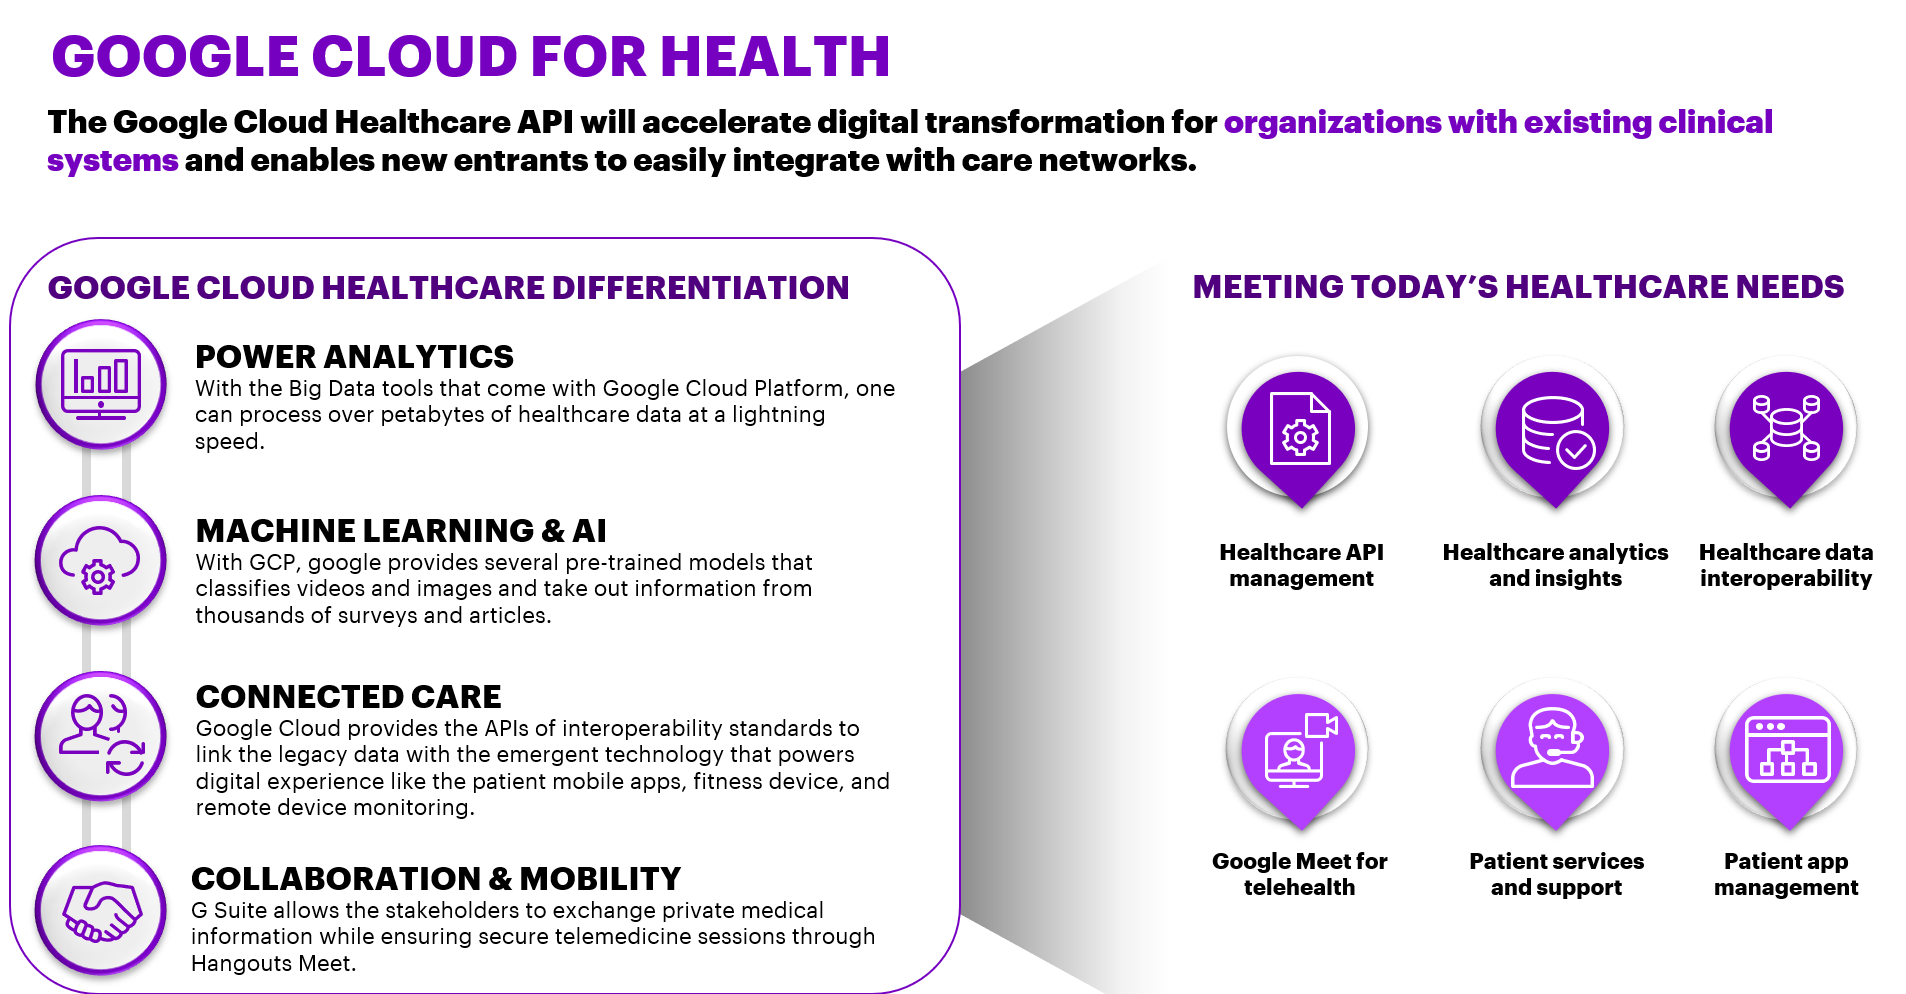 GOOGLE CLOUD FOR HEALTH
The Google Cloud Healthcare API will accelerate digital transformation for organizations with existing clinical
systems and enables new entrants to easily integrate with care networks.
GOOGLE CLOUD HEALTHCARE DIFFERENTIATION
POWER ANALYTICS
With the Big Data tools that come with Google Cloud Platform, one
can process over petabytes of healthcare data at a lightning
speed.
MACHINE LEARNING & AI
With GCP, google provides several pre-trained models that
classifies videos and images and take out information from
thousands of surveys and articles.
CONNECTED CARE
Google Cloud provides the APIs of interoperability standards to
link the legacy data with the emergent technology that powers
digital experience like the patient mobile apps, fitness device, and
remote device monitoring.
COLLABORATION & MOBILITY
G Suite allows the stakeholders to exchange private medical
information while ensuring secure telemedicine sessions through
Hangouts Meet.
MEETING TODAY’S HEALTHCARE NEEDS
Healthcare API
management
Healthcare analytics
and insights
Healthcare data
interoperability
Google Meet for
telehealth
Patient services
and support
Patient app
management